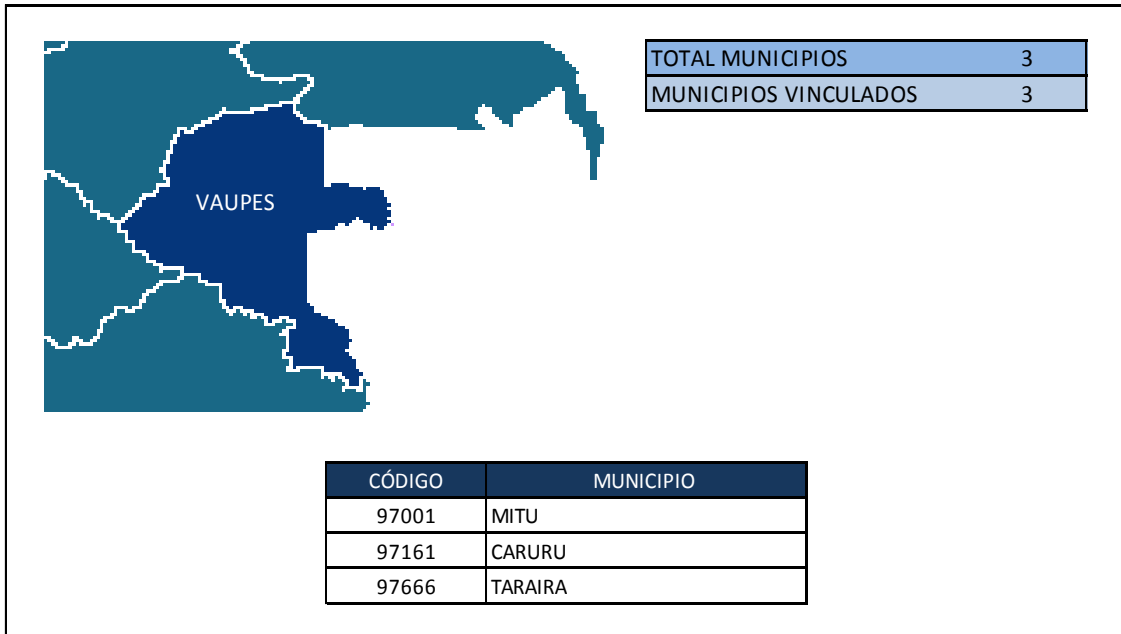 TOTAL MUNICIPIOS 3
MUNICIPIOS VINCULADOS 3
VAUPES
CÓDIGO MUNICIPIO
97001 MITU
97161 CARURU
97666 TARAIRA